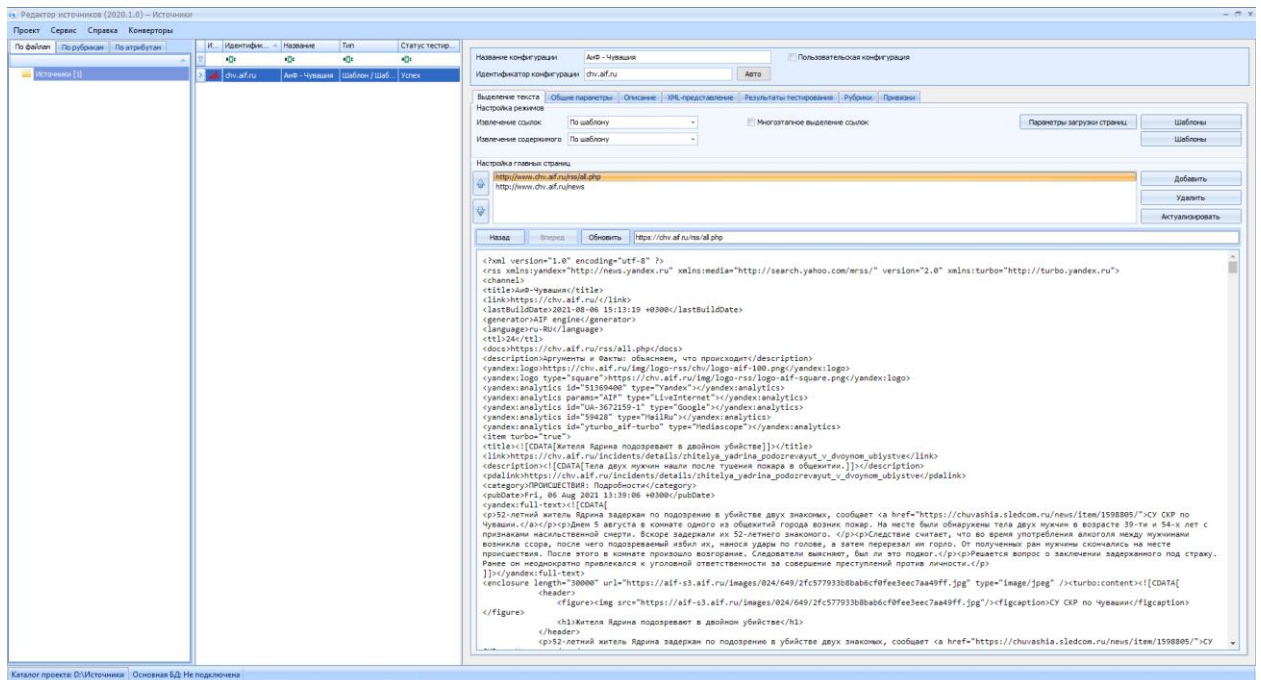 Редактор источников (2020.1.0) – Источники
Проект Сервис Справка Конверторы
По файлам По рубрикам По атрибутам
Источники [1]
И... Идентифик... Название Тип Статус тестир...
chv.aif.ru АиФ - Чувашия Шаблон / Шаб... Успех
Название конфигурации АиФ - Чувашия Пользовательская конфигурация
Идентификатор конфигурации chv.aif.ru Авто
Выделение текста Общие параметры Описание XML-представление Результаты тестирования Рубрики Привязки
Настройка режимов
Извлечение ссылок По шаблону Многоэтапное выделение ссылок Параметры загрузки страниц Шаблоны
Извлечение содержимого По шаблону Шаблоны
Настройка главных страниц
http://www.chv.aif.ru/rss/all.php
http://www.chv.aif.ru/news
Добавить
Удалить
Актуализировать
Назад Вперед Обновить https://chv.aif.ru/rss/all.php
<?xml version="1.0" encoding="utf-8" ?>
<rss xmlns:yandex="http://news.yandex.ru" xmlns:media="http://search.yahoo.com/mrss/" version="2.0" xmlns:turbo="http://turbo.yandex.ru">
<channel>
<title>АиФ-Чувашия</title>
<link>https://chv.aif.ru/</link>
<lastBuildDate>2021-08-06 15:13:19 +0300</lastBuildDate>
<generator>AIF engine</generator>
<language>ru-RU</language>
<ttl>24</ttl>
<docs>https://chv.aif.ru/rss/all.php</docs>
<description>Аргументы и Факты: объясняем, что происходит</description>
<yandex:logo>https://chv.aif.ru/img/logo-rss/chv/logo-aif-100.png</yandex:logo>
<yandex:logo type="square">https://chv.aif.ru/img/logo-rss/logo-aif-square.png</yandex:logo>
<yandex:analytics id="51369400" type="Yandex"></yandex:analytics>
<yandex:analytics params="AIF" type="LiveInternet"></yandex:analytics>
<yandex:analytics id="UA-3672159-1" type="Google"></yandex:analytics>
<yandex:analytics id="59428" type="MailRu"></yandex:analytics>
<yandex:analytics id="yturbo_aif-turbo" type="Mediascope"></yandex:analytics>
<item turbo="true">
<title><![CDATA[Жителя Ядрина подозревают в двойном убийстве]]></title>
<link>https://chv.aif.ru/incidents/details/zhitelya_yadrina_podozrevayut_v_dvoynom_ubiystve</link>
<description><![CDATA[Тела двух мужчин нашли после тушения пожара в общежитии.]]></description>
<pdalink>https://chv.aif.ru/incidents/details/zhitelya_yadrina_podozrevayut_v_dvoynom_ubiystve</pdalink>
<category>ПРОИСШЕСТВИЯ: Подробности</category>
<pubDate>Fri, 06 Aug 2021 13:39:06 +0300</pubDate>
<yandex:full-text><![CDATA[
<p>52-летний житель Ядрина задержан по подозрению в убийстве двух знакомых, сообщает <a href="https://chuvashia.sledcom.ru/news/item/1598805/">СУ СКР по
Чувашии.</a></p><p>Днем 5 августа в комнате одного из общежитий города возник пожар. На месте были обнаружены тела двух мужчин в возрасте 39-ти и 54-х лет с
признаками насильственной смерти. Вскоре задержали их 52-летнего знакомого. </p><p>Следствие считает, что во время употребления алкоголя между мужчинами
возникла ссора, после чего подозреваемый избил их, нанося удары по голове, а затем перерезал им горло. От полученных ран мужчины скончались на месте
происшествия. После этого в комнате произошло возгорание. Следователи выясняют, был ли это поджог.</p><p>Решается вопрос о заключении задержанного под стражу.
Ранее он неоднократно привлекался к уголовной ответственности за совершение преступлений против личности.</p>
]]></yandex:full-text>
<enclosure length="30000" url="https://aif-s3.aif.ru/images/024/649/2fc577933b8bab6cf0fee3eec7aa49ff.jpg" type="image/jpeg" /><turbo:content><![CDATA[
<header>
<figure><img src="https://aif-s3.aif.ru/images/024/649/2fc577933b8bab6cf0fee3eec7aa49ff.jpg"/><figcaption>СУ СКР по Чувашии</figcaption>
</figure>
<h1>Жителя Ядрина подозревают в двойном убийстве</h1>
</header>
<p>52-летний житель Ядрина задержан по подозрению в убийстве двух знакомых, сообщает <a href="https://chuvashia.sledcom.ru/news/item/1598805/">СУ
Каталог проекта: D:\Источники Основная БД: Не подключена